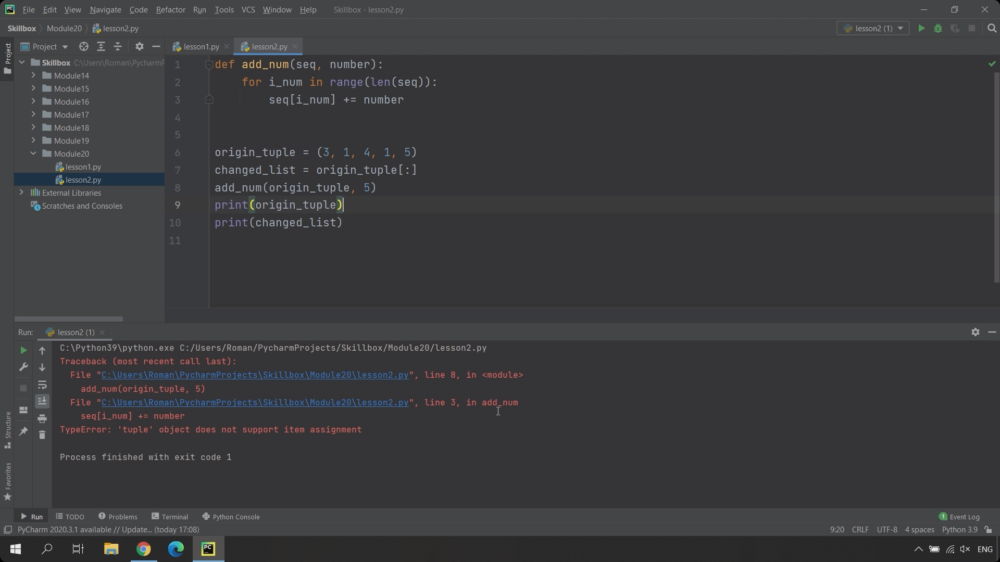 File Edit View Navigate Code Refactor Run Tools VCS Window Help Skillbox - lesson2.py
Skillbox Module20 lesson2.py lesson2 (1)
Project lesson1.py lesson2.py
Project
Skillbox C:\Users\Roman\PycharmP
Module14
Module15
Module16
Module17
Module18
Module19
Module20
lesson1.py
lesson2.py
External Libraries
Scratches and Consoles
1 def add_num(seq, number):
2 for i_num in range(len(seq)):
3 seq[i_num] += number
4
5
6 origin_tuple = (3, 1, 4, 1, 5)
7 changed_list = origin_tuple[:]
8 add_num(origin_tuple, 5)
9 print(origin_tuple)
10 print(changed_list)
11
Run: lesson2 (1)
C:\Python39\python.exe C:/Users/Roman/PycharmProjects/Skillbox/Module20/lesson2.py
Traceback (most recent call last):
File "C:\Users\Roman\PycharmProjects\Skillbox\Module20\lesson2.py", line 8, in <module>
add_num(origin_tuple, 5)
File "C:\Users\Roman\PycharmProjects\Skillbox\Module20\lesson2.py", line 3, in add_num
seq[i_num] += number
TypeError: 'tuple' object does not support item assignment
Process finished with exit code 1
Structure
Favorites
Run TODO Problems Terminal Python Console 1 Event Log
PyCharm 2020.3.1 available // Update... (today 17:08) 9:20 CRLF UTF-8 4 spaces Python 3.9
PC ENG